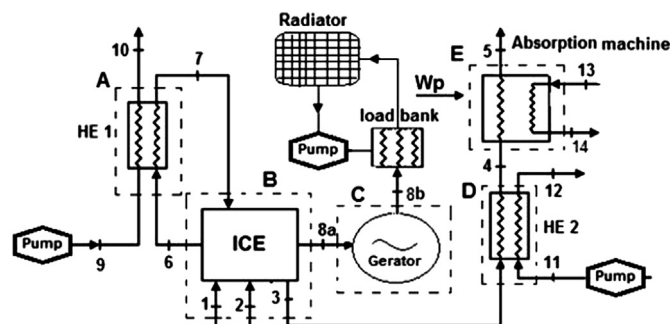 Radiator
10
7
5
Absorption machine
E
A
Wp
13
load bank
HE 1
Pump
14
4
B
C
8b
D
12
ICE
8a
HE 2
Pump
9
6
Gerator
11
Pump
1
2
3